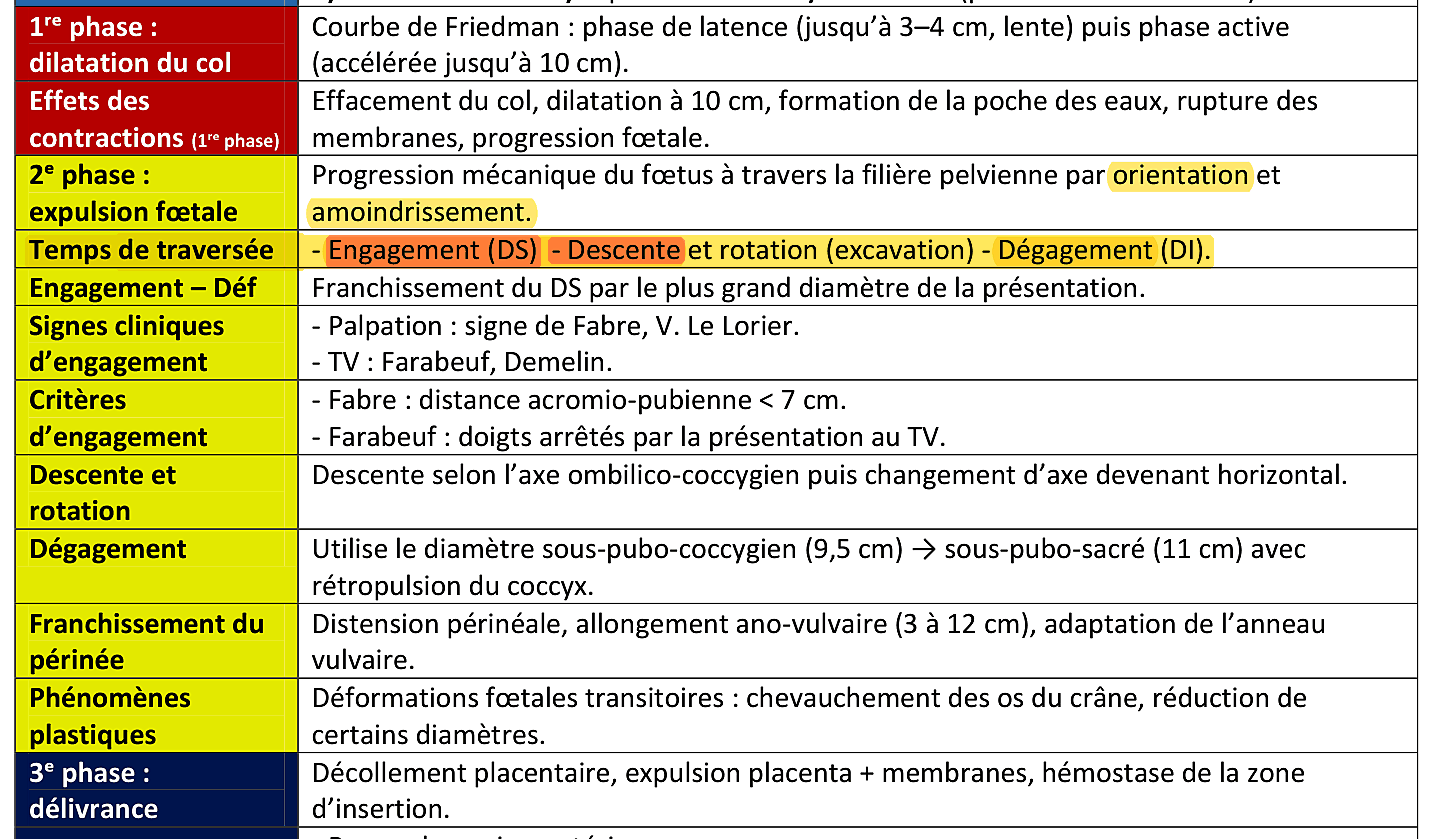 1re phase :
dilatation du col
Courbe de Friedman : phase de latence (jusqu’à 3–4 cm, lente) puis phase active
(accélérée jusqu’à 10 cm).
Effets des
contractions (1re phase)
Effacement du col, dilatation à 10 cm, formation de la poche des eaux, rupture des
membranes, progression fœtale.
2e phase :
expulsion fœtale
Progression mécanique du fœtus à travers la filière pelvienne par orientation et
amoindrissement.
Temps de traversée
- Engagement (DS) - Descente et rotation (excavation) - Dégagement (DI).
Engagement – Déf
Franchissement du DS par le plus grand diamètre de la présentation.
Signes cliniques
d’engagement
- Palpation : signe de Fabre, V. Le Lorier.
- TV : Farabeuf, Demelin.
Critères
d’engagement
- Fabre : distance acromio-pubienne < 7 cm.
- Farabeuf : doigts arrêtés par la présentation au TV.
Descente et
rotation
Descente selon l’axe ombilico-coccygien puis changement d’axe devenant horizontal.
Dégagement
Utilise le diamètre sous-pubo-coccygien (9,5 cm) → sous-pubo-sacré (11 cm) avec
rétropulsion du coccyx.
Franchissement du
périnée
Distension périnéale, allongement ano-vulvaire (3 à 12 cm), adaptation de l’anneau
vulvaire.
Phénomènes
plastiques
Déformations fœtales transitoires : chevauchement des os du crâne, réduction de
certains diamètres.
3e phase :
délivrance
Décollement placentaire, expulsion placenta + membranes, hémostase de la zone
d’insertion.